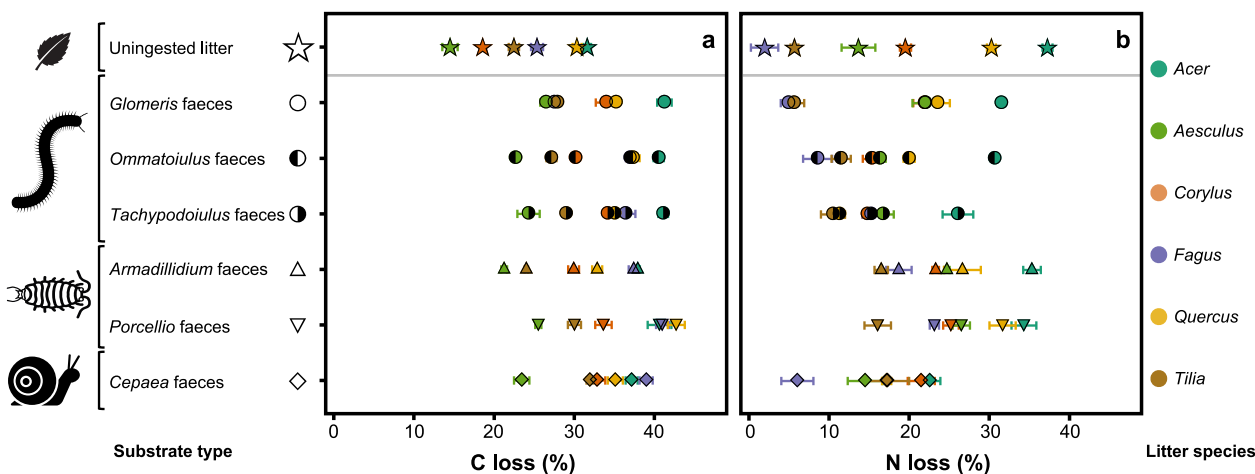 Uningested litter
Glomeris faeces
Ommatoiulus faeces
Tachypodoiulus faeces
Armadillidium faeces
Porcellio faeces
Cepaea faeces
Substrate type
a
0 10 20 30 40
C loss (%)
b
0 10 20 30 40
N loss (%)
Acer
Aesculus
Corylus
Fagus
Quercus
Tilia
Litter species